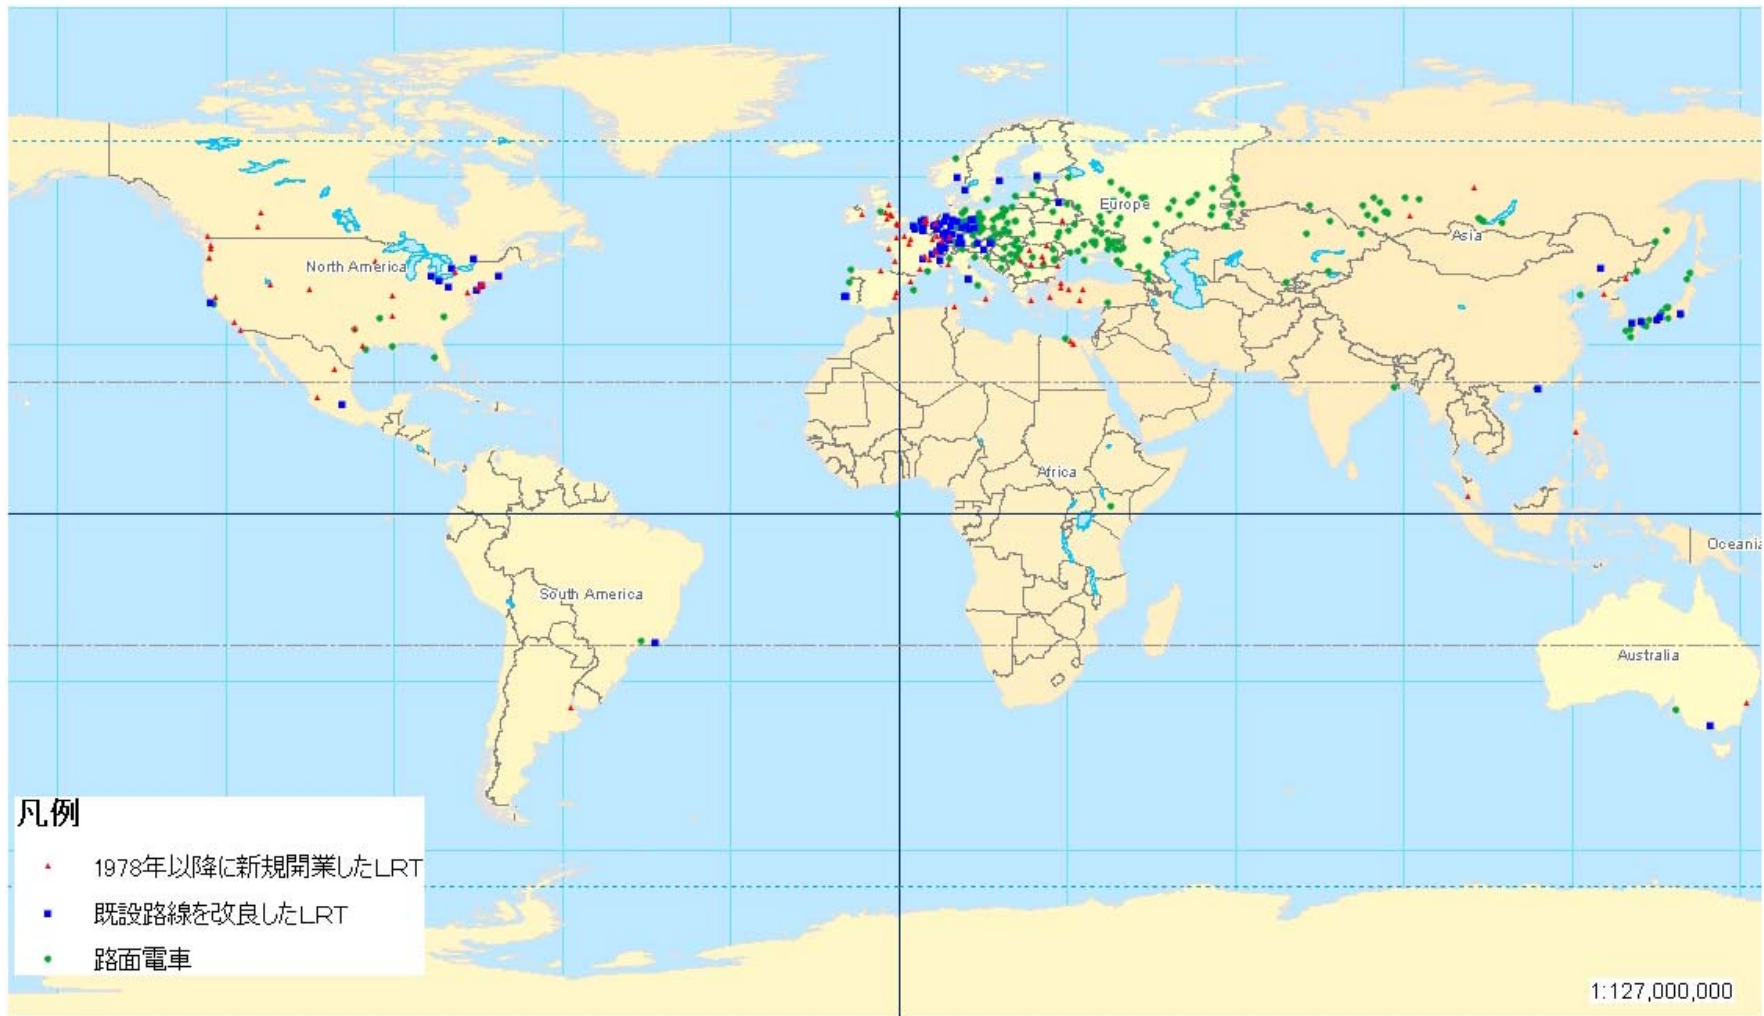 Europe
Asia
North America
Africa
Oceania
South America
Australia
凡例
1978年以降に新規開業したLRT
既設路線を改良したLRT
路面電車
1:127,000,000